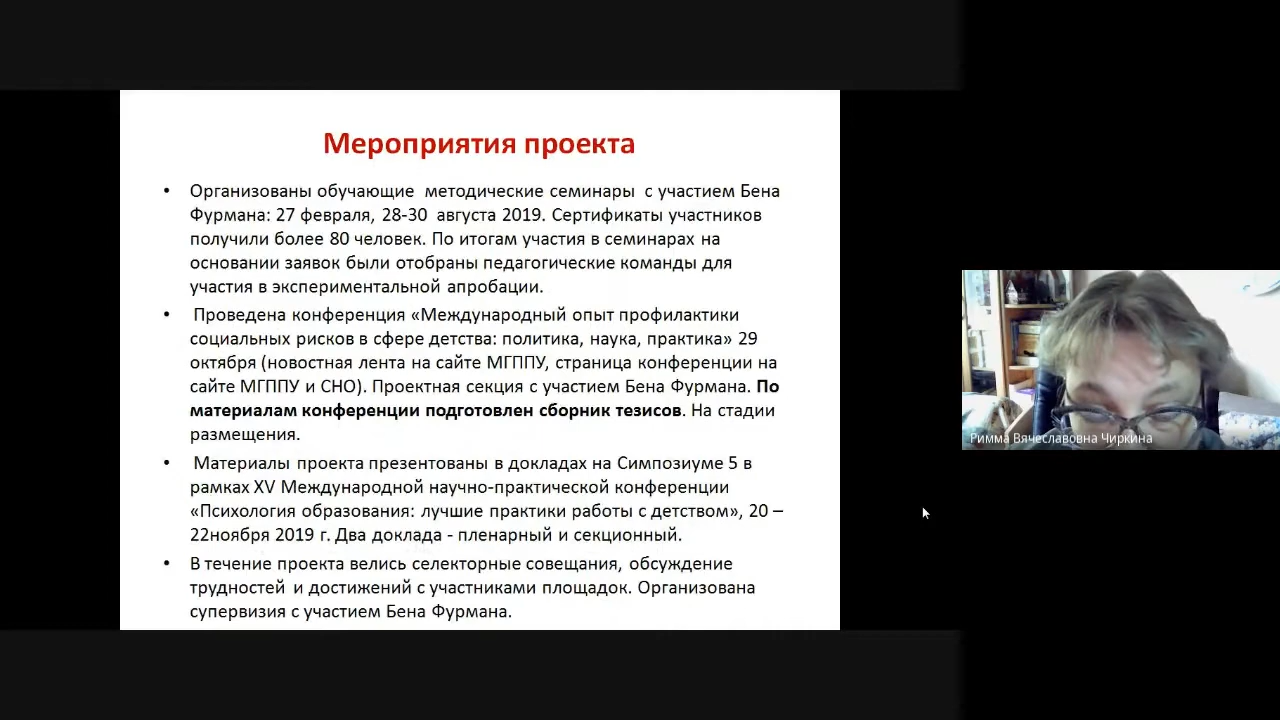 Мероприятия проекта
• Организованы обучающие методические семинары с участием Бена
Фурмана: 27 февраля, 28-30 августа 2019. Сертификаты участников
получили более 80 человек. По итогам участия в семинарах на
основании заявок были отобраны педагогические команды для
участия в экспериментальной апробации.
• Проведена конференция «Международный опыт профилактики
социальных рисков в сфере детства: политика, наука, практика» 29
октября (новостная лента на сайте МГППУ, страница конференции на
сайте МГППУ и СНО). Проектная секция с участием Бена Фурмана. По
материалам конференции подготовлен сборник тезисов. На стадии
размещения.
• Материалы проекта презентованы в докладах на Симпозиуме 5 в
рамках XV Международной научно-практической конференции
«Психология образования: лучшие практики работы с детством», 20 –
22ноября 2019 г. Два доклада - пленарный и секционный.
• В течение проекта велись селекторные совещания, обсуждение
трудностей и достижений с участниками площадок. Организована
супервизия с участием Бена Фурмана.
Римма Вячеславовна Чиркина